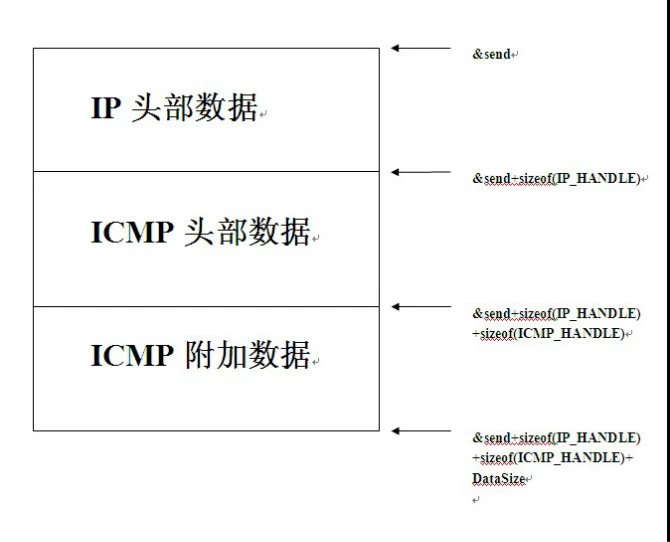 &send
IP 头部数据
&send+sizeof(IP_HANDLE)
ICMP 头部数据
&send+sizeof(IP_HANDLE)
+sizeof(ICMP_HANDLE)
ICMP 附加数据
&send+sizeof(IP_HANDLE)
+sizeof(ICMP_HANDLE)+
DataSize